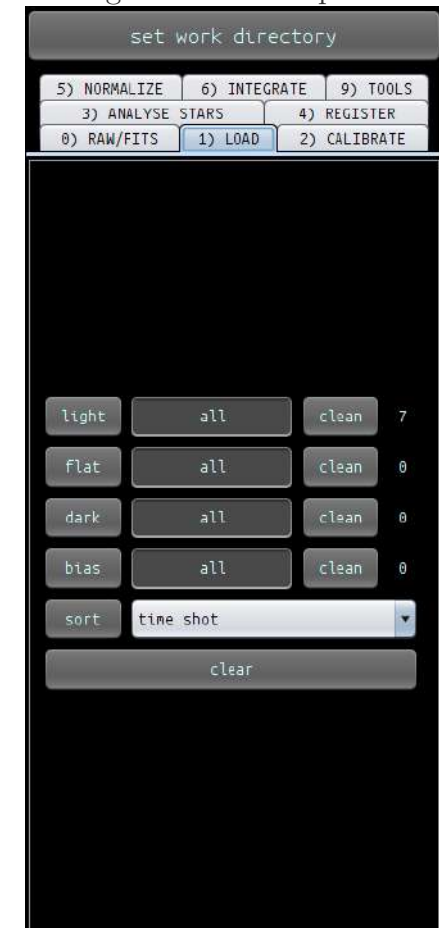 set work directory
5) NORMALIZE 6) INTEGRATE 9) TOOLS
3) ANALYSE STARS 4) REGISTER
0) RAW/FITS 1) LOAD 2) CALIBRATE
light all clean 7
flat all clean 0
dark all clean 0
bias all clean 0
sort time shot
clear